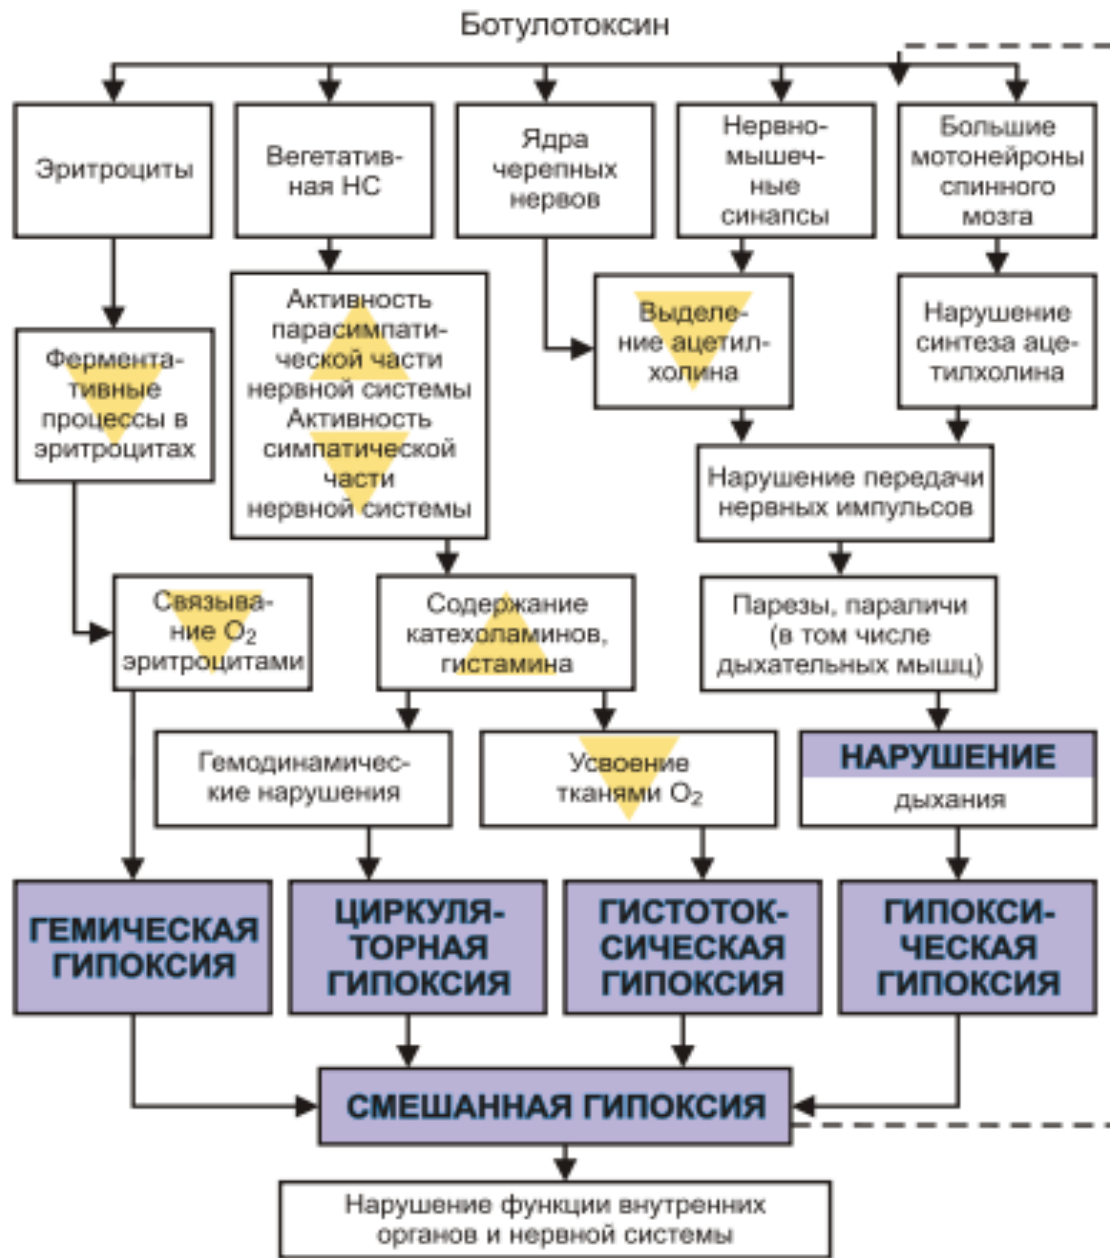 Ботулотоксин
Эритроциты
Вегетатив-
ная НС
Ядра
черепных
нервов
Нервно-
мышеч-
ные
синапсы
Большие
мотонейроны
спинного
мозга
Фермента-
тивные
процессы в
эритроцитах
Активность
парасимпати-
ческой части
нервной системы
Активность
симпатической
части
нервной системы
Выделе-
ние ацетил-
холина
Нарушение
синтеза аце-
тилхолина
Нарушение передачи
нервных импульсов
Связыва-
ние O₂
эритроцитами
Содержание
катехоламинов,
гистамина
Парезы, параличи
(в том числе
дыхательных мышц)
Гемодинамичес-
кие нарушения
Усвоение
тканями O₂
НАРУШЕНИЕ
дыхания
ГЕМИЧЕСКАЯ
ГИПОКСИЯ
ЦИРКУЛЯ-
ТОРНАЯ
ГИПОКСИЯ
ГИСТОТОК-
СИЧЕСКАЯ
ГИПОКСИЯ
ГИПОКСИ-
ЧЕСКАЯ
ГИПОКСИЯ
СМЕШАННАЯ ГИПОКСИЯ
Нарушение функции внутренних
органов и нервной системы